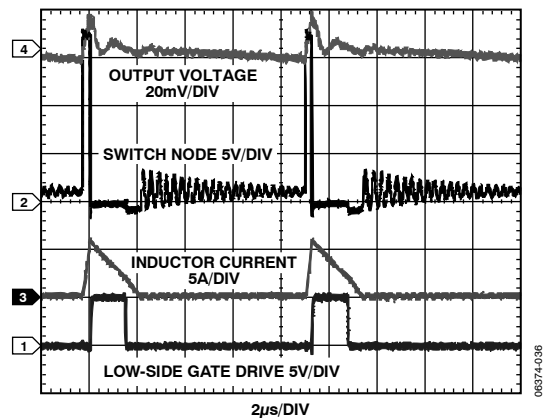 4
OUTPUT VOLTAGE
20mV/DIV
SWITCH NODE 5V/DIV
2
INDUCTOR CURRENT
5A/DIV
3
1
LOW-SIDE GATE DRIVE 5V/DIV
2µs/DIV
06374-036